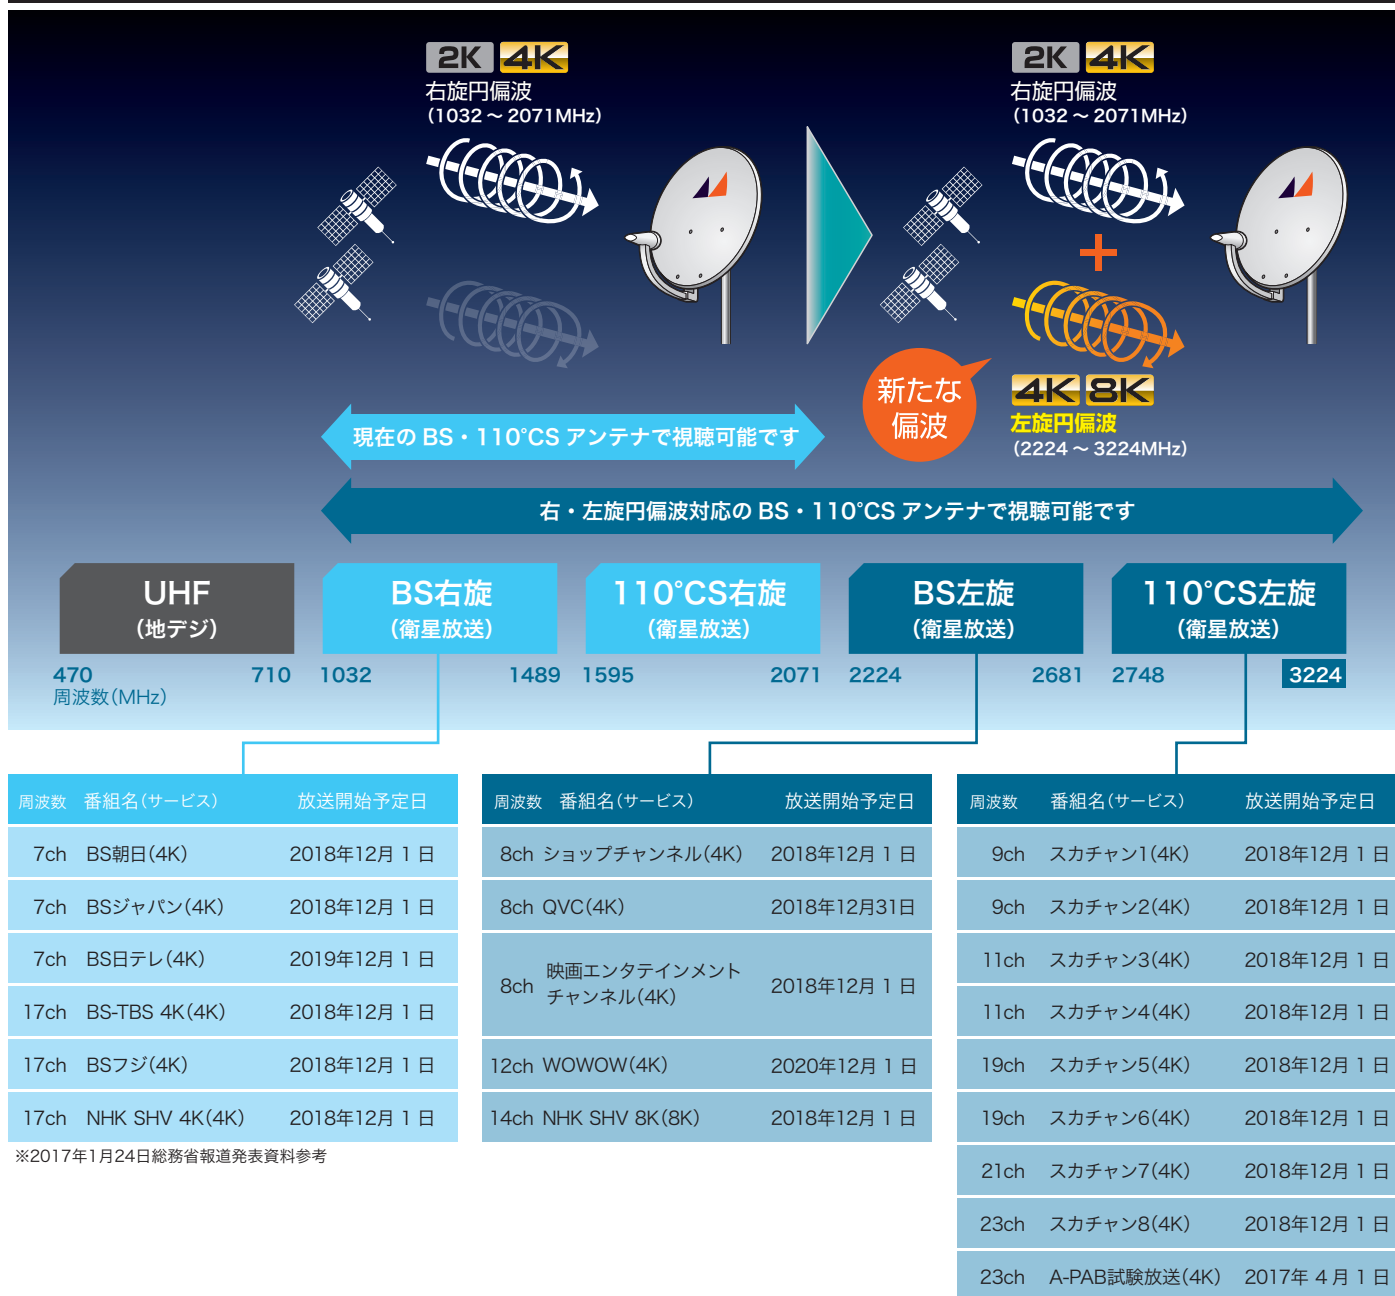 2K 4K
右旋円偏波
(1032 ～ 2071MHz)
2K 4K
右旋円偏波
(1032 ～ 2071MHz)
新たな
偏波
4K 8K
左旋円偏波
(2224 ～ 3224MHz)
現在の BS・110°CS アンテナで視聴可能です
右・左旋円偏波対応の BS・110°CS アンテナで視聴可能です
UHF
(地デジ)
BS右旋
(衛星放送)
110°CS右旋
(衛星放送)
BS左旋
(衛星放送)
110°CS左旋
(衛星放送)
470 710 1032 1489 1595 2071 2224 2681 2748 3224
周波数(MHz)
周波数 番組名(サービス) 放送開始予定日
7ch BS朝日(4K) 2018年12月 1 日
7ch BSジャパン(4K) 2018年12月 1 日
7ch BS日テレ(4K) 2019年12月 1 日
17ch BS-TBS 4K(4K) 2018年12月 1 日
17ch BSフジ(4K) 2018年12月 1 日
17ch NHK SHV 4K(4K) 2018年12月 1 日
※2017年1月24日総務省報道発表資料参考
周波数 番組名(サービス) 放送開始予定日
8ch ショップチャンネル(4K) 2018年12月 1 日
8ch QVC(4K) 2018年12月31日
8ch 映画エンタテインメント
チャンネル(4K) 2018年12月 1 日
12ch WOWOW(4K) 2020年12月 1 日
14ch NHK SHV 8K(8K) 2018年12月 1 日
周波数 番組名(サービス) 放送開始予定日
9ch スカチャン1(4K) 2018年12月 1 日
9ch スカチャン2(4K) 2018年12月 1 日
11ch スカチャン3(4K) 2018年12月 1 日
11ch スカチャン4(4K) 2018年12月 1 日
19ch スカチャン5(4K) 2018年12月 1 日
19ch スカチャン6(4K) 2018年12月 1 日
21ch スカチャン7(4K) 2018年12月 1 日
23ch スカチャン8(4K) 2018年12月 1 日
23ch A-PAB試験放送(4K) 2017年 4 月 1 日